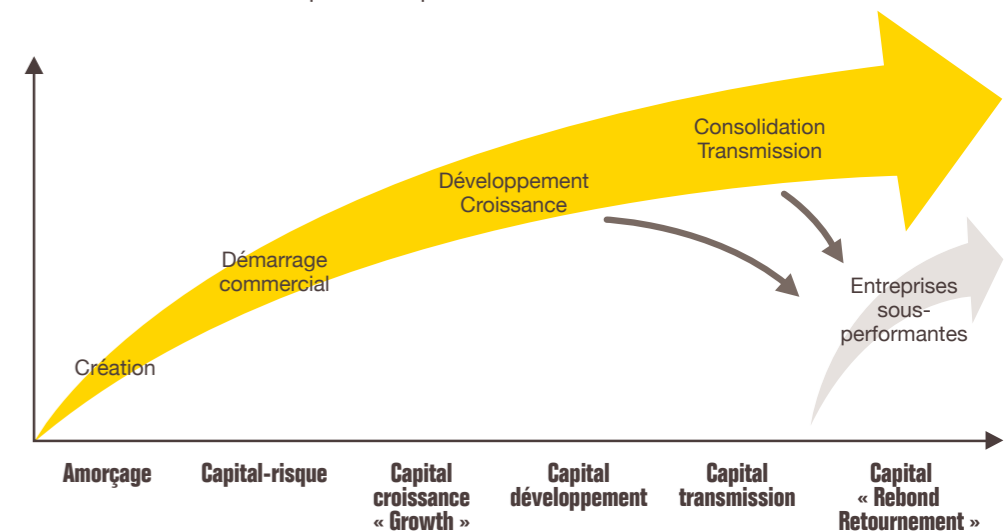 Consolidation
Transmission
Développement
Croissance
Démarrage
commercial
Entreprises
sous-
performantes
Création
Amorçage
Capital-risque
Capital
croissance
« Growth »
Capital
développement
Capital
transmission
Capital
« Rebond
Retournement »